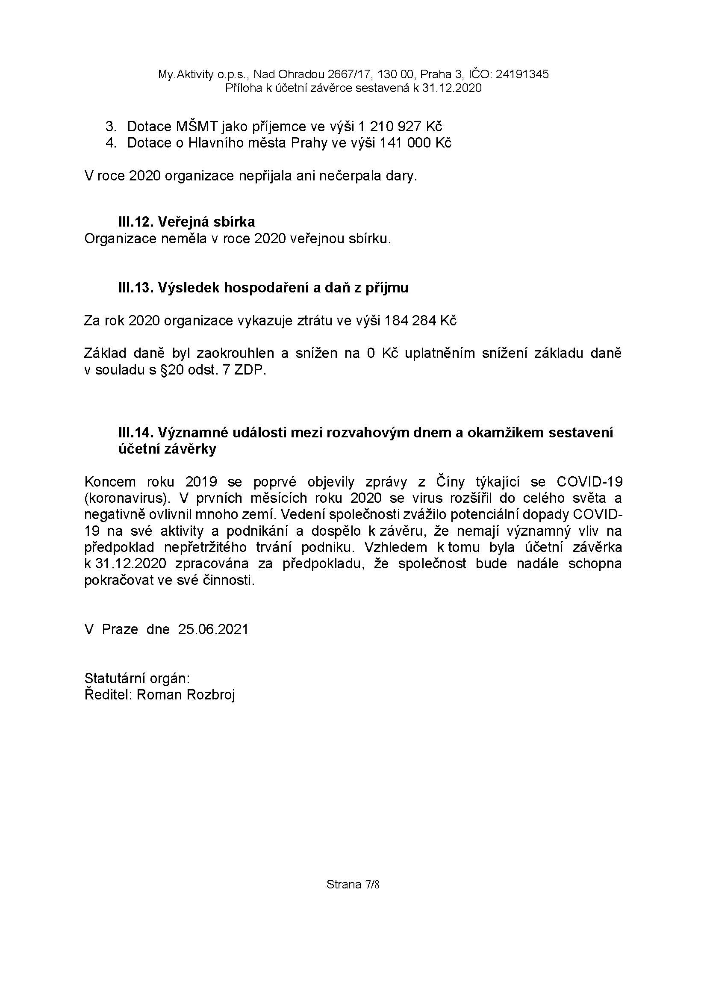 My.Aktivity o.p.s., Nad Ohradou 2667/17, 130 00, Praha 3, IČO: 24191345
Příloha k účetní závěrce sestavená k 31.12.2020
3. Dotace MŠMT jako příjemce ve výši 1 210 927 Kč
4. Dotace o Hlavního města Prahy ve výši 141 000 Kč
V roce 2020 organizace nepřijala ani nečerpala dary.
III.12. Veřejná sbírka
Organizace neměla v roce 2020 veřejnou sbírku.
III.13. Výsledek hospodaření a daň z příjmu
Za rok 2020 organizace vykazuje ztrátu ve výši 184 284 Kč
Základ daně byl zaokrouhlen a snížen na 0 Kč uplatněním snížení základu daně
v souladu s §20 odst. 7 ZDP.
III.14. Významné události mezi rozvahovým dnem a okamžikem sestavení
účetní závěrky
Koncem roku 2019 se poprvé objevily zprávy z Číny týkající se COVID-19
(koronavirus). V prvních měsících roku 2020 se virus rozšířil do celého světa a
negativně ovlivnil mnoho zemí. Vedení společnosti zvážilo potenciální dopady COVID-
19 na své aktivity a podnikání a dospělo k závěru, že nemají významný vliv na
předpoklad nepřetržitého trvání podniku. Vzhledem k tomu byla účetní závěrka
k 31.12.2020 zpracována za předpokladu, že společnost bude nadále schopna
pokračovat ve své činnosti.
V Praze dne 25.06.2021
Statutární orgán:
Ředitel: Roman Rozbroj
Strana 7/8